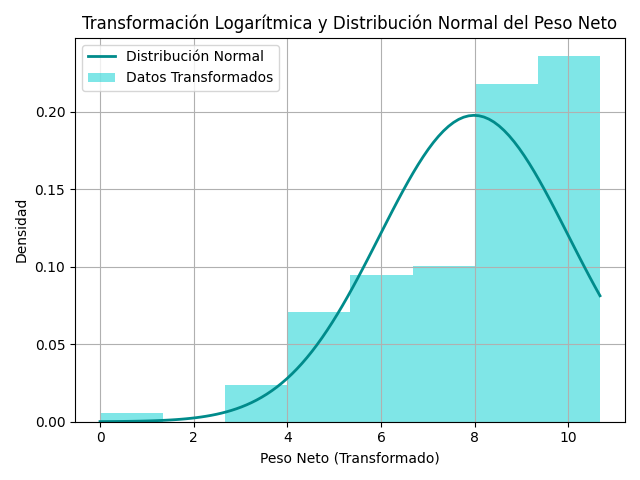 Transformación Logarítmica y Distribución Normal del Peso Neto
Distribución Normal
Datos Transformados
Densidad
0.20
0.15
0.10
0.05
0.00
0 2 4 6 8 10
Peso Neto (Transformado)